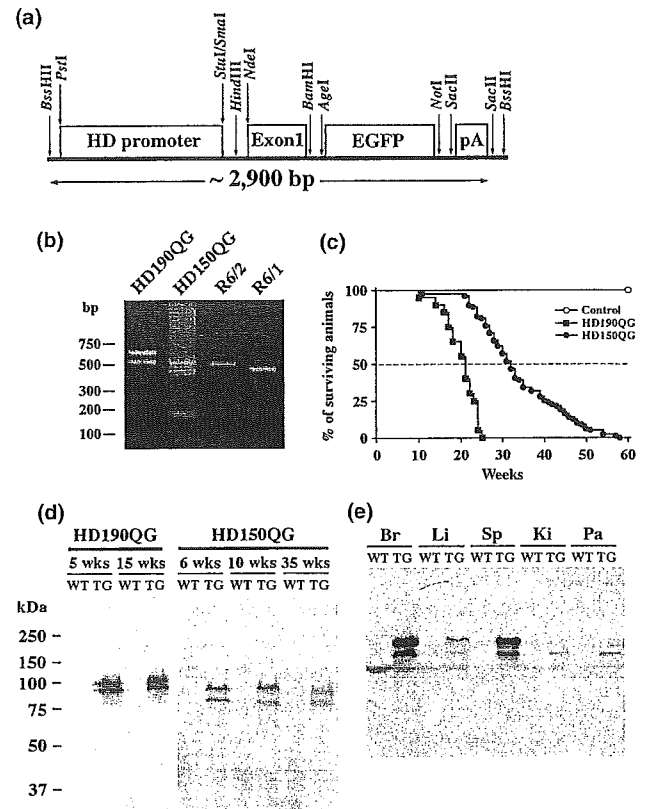 (a)
BssHII
PstI
StuI/SmaI
HindIII
NdeI
BamHI
AgeI
NotI
SacII
SacII
BssHI
HD promoter
Exon1
EGFP
pA
~ 2,900 bp
(b)
HD190QG
HD150QG
R6/2
R6/1
bp
750
500
300
200
100
(c)
% of surviving animals
100
75
50
25
0
0 10 20 30 40 50 60
Weeks
Control
HD190QG
HD150QG
(d)
HD190QG HD150QG
5 wks 15 wks 6 wks 10 wks 35 wks
WT TG WT TG WT TG WT TG WT TG
kDa
250
150
100
75
50
37
(e)
Br Li Sp Ki Pa
WT TG WT TG WT TG WT TG WT TG